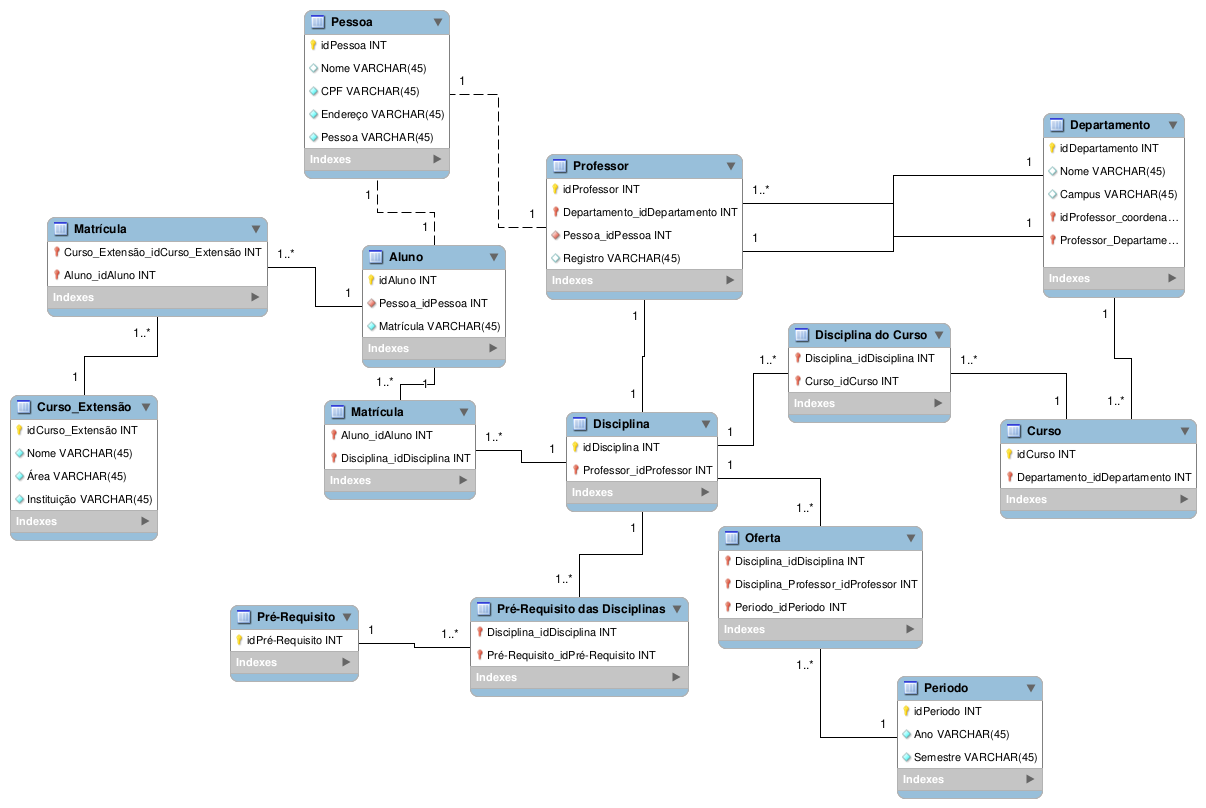 Pessoa
idPessoa INT
Nome VARCHAR(45)
CPF VARCHAR(45)
Endereço VARCHAR(45)
Pessoa VARCHAR(45)
Indexes
1
1
1
1
Professor
idProfessor INT
Departamento_idDepartamento INT
Pessoa_idPessoa INT
Registro VARCHAR(45)
Indexes
1..*
1
1
1
Departamento
idDepartamento INT
Nome VARCHAR(45)
Campus VARCHAR(45)
idProfessor_coordena...
Professor_Departame...
Indexes
Matrícula
Curso_Extensão_idCurso_Extensão INT
Aluno_idAluno INT
Indexes
1..*
1
1..*
1
Aluno
idAluno INT
Pessoa_idPessoa INT
Matrícula VARCHAR(45)
Indexes
1..*
1
1
1
Disciplina do Curso
Disciplina_idDisciplina INT
Curso_idCurso INT
Indexes
1..*
1..*
1
1
1..*
Curso_Extensão
idCurso_Extensão INT
Nome VARCHAR(45)
Área VARCHAR(45)
Instituição VARCHAR(45)
Indexes
Matrícula
Aluno_idAluno INT
Disciplina_idDisciplina INT
Indexes
1..*
1
Disciplina
idDisciplina INT
Professor_idProfessor INT
Indexes
1
1
1
1..*
1..*
Curso
idCurso INT
Departamento_idDepartamento INT
Indexes
Oferta
Disciplina_idDisciplina INT
Disciplina_Professor_idProfessor INT
Periodo_idPeriodo INT
Indexes
1..*
1
Pré-Requisito
idPré-Requisito INT
Indexes
1
1..*
Pré-Requisito das Disciplinas
Disciplina_idDisciplina INT
Pré-Requisito_idPré-Requisito INT
Indexes
Periodo
idPeriodo INT
Ano VARCHAR(45)
Semestre VARCHAR(45)
Indexes